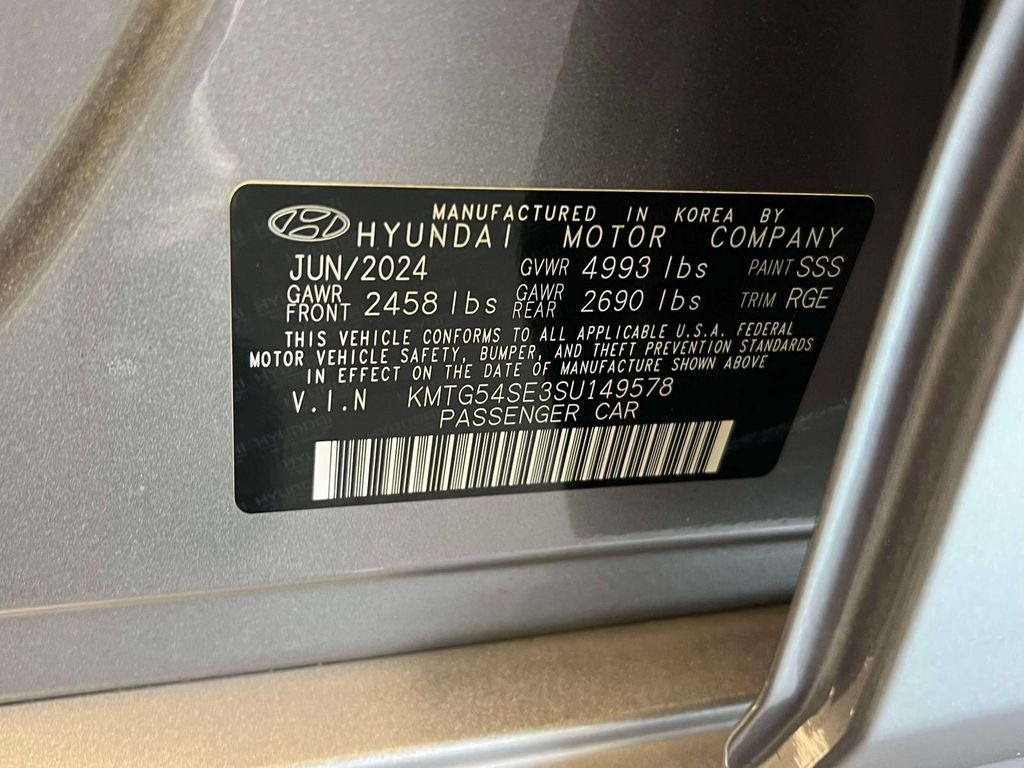 MANUFACTURED IN KOREA BY
HYUNDAI MOTOR COMPANY
JUN/2024 GVWR 4993 lbs PAINT SSS
GAWR FRONT 2458 lbs GAWR REAR 2690 lbs TRIM RGE
THIS VEHICLE CONFORMS TO ALL APPLICABLE U.S.A. FEDERAL
MOTOR VEHICLE SAFETY, BUMPER, AND THEFT PREVENTION STANDARDS
IN EFFECT ON THE DATE OF MANUFACTURE SHOWN ABOVE
V.I.N KMTG54SE3SU149578
PASSENGER CAR